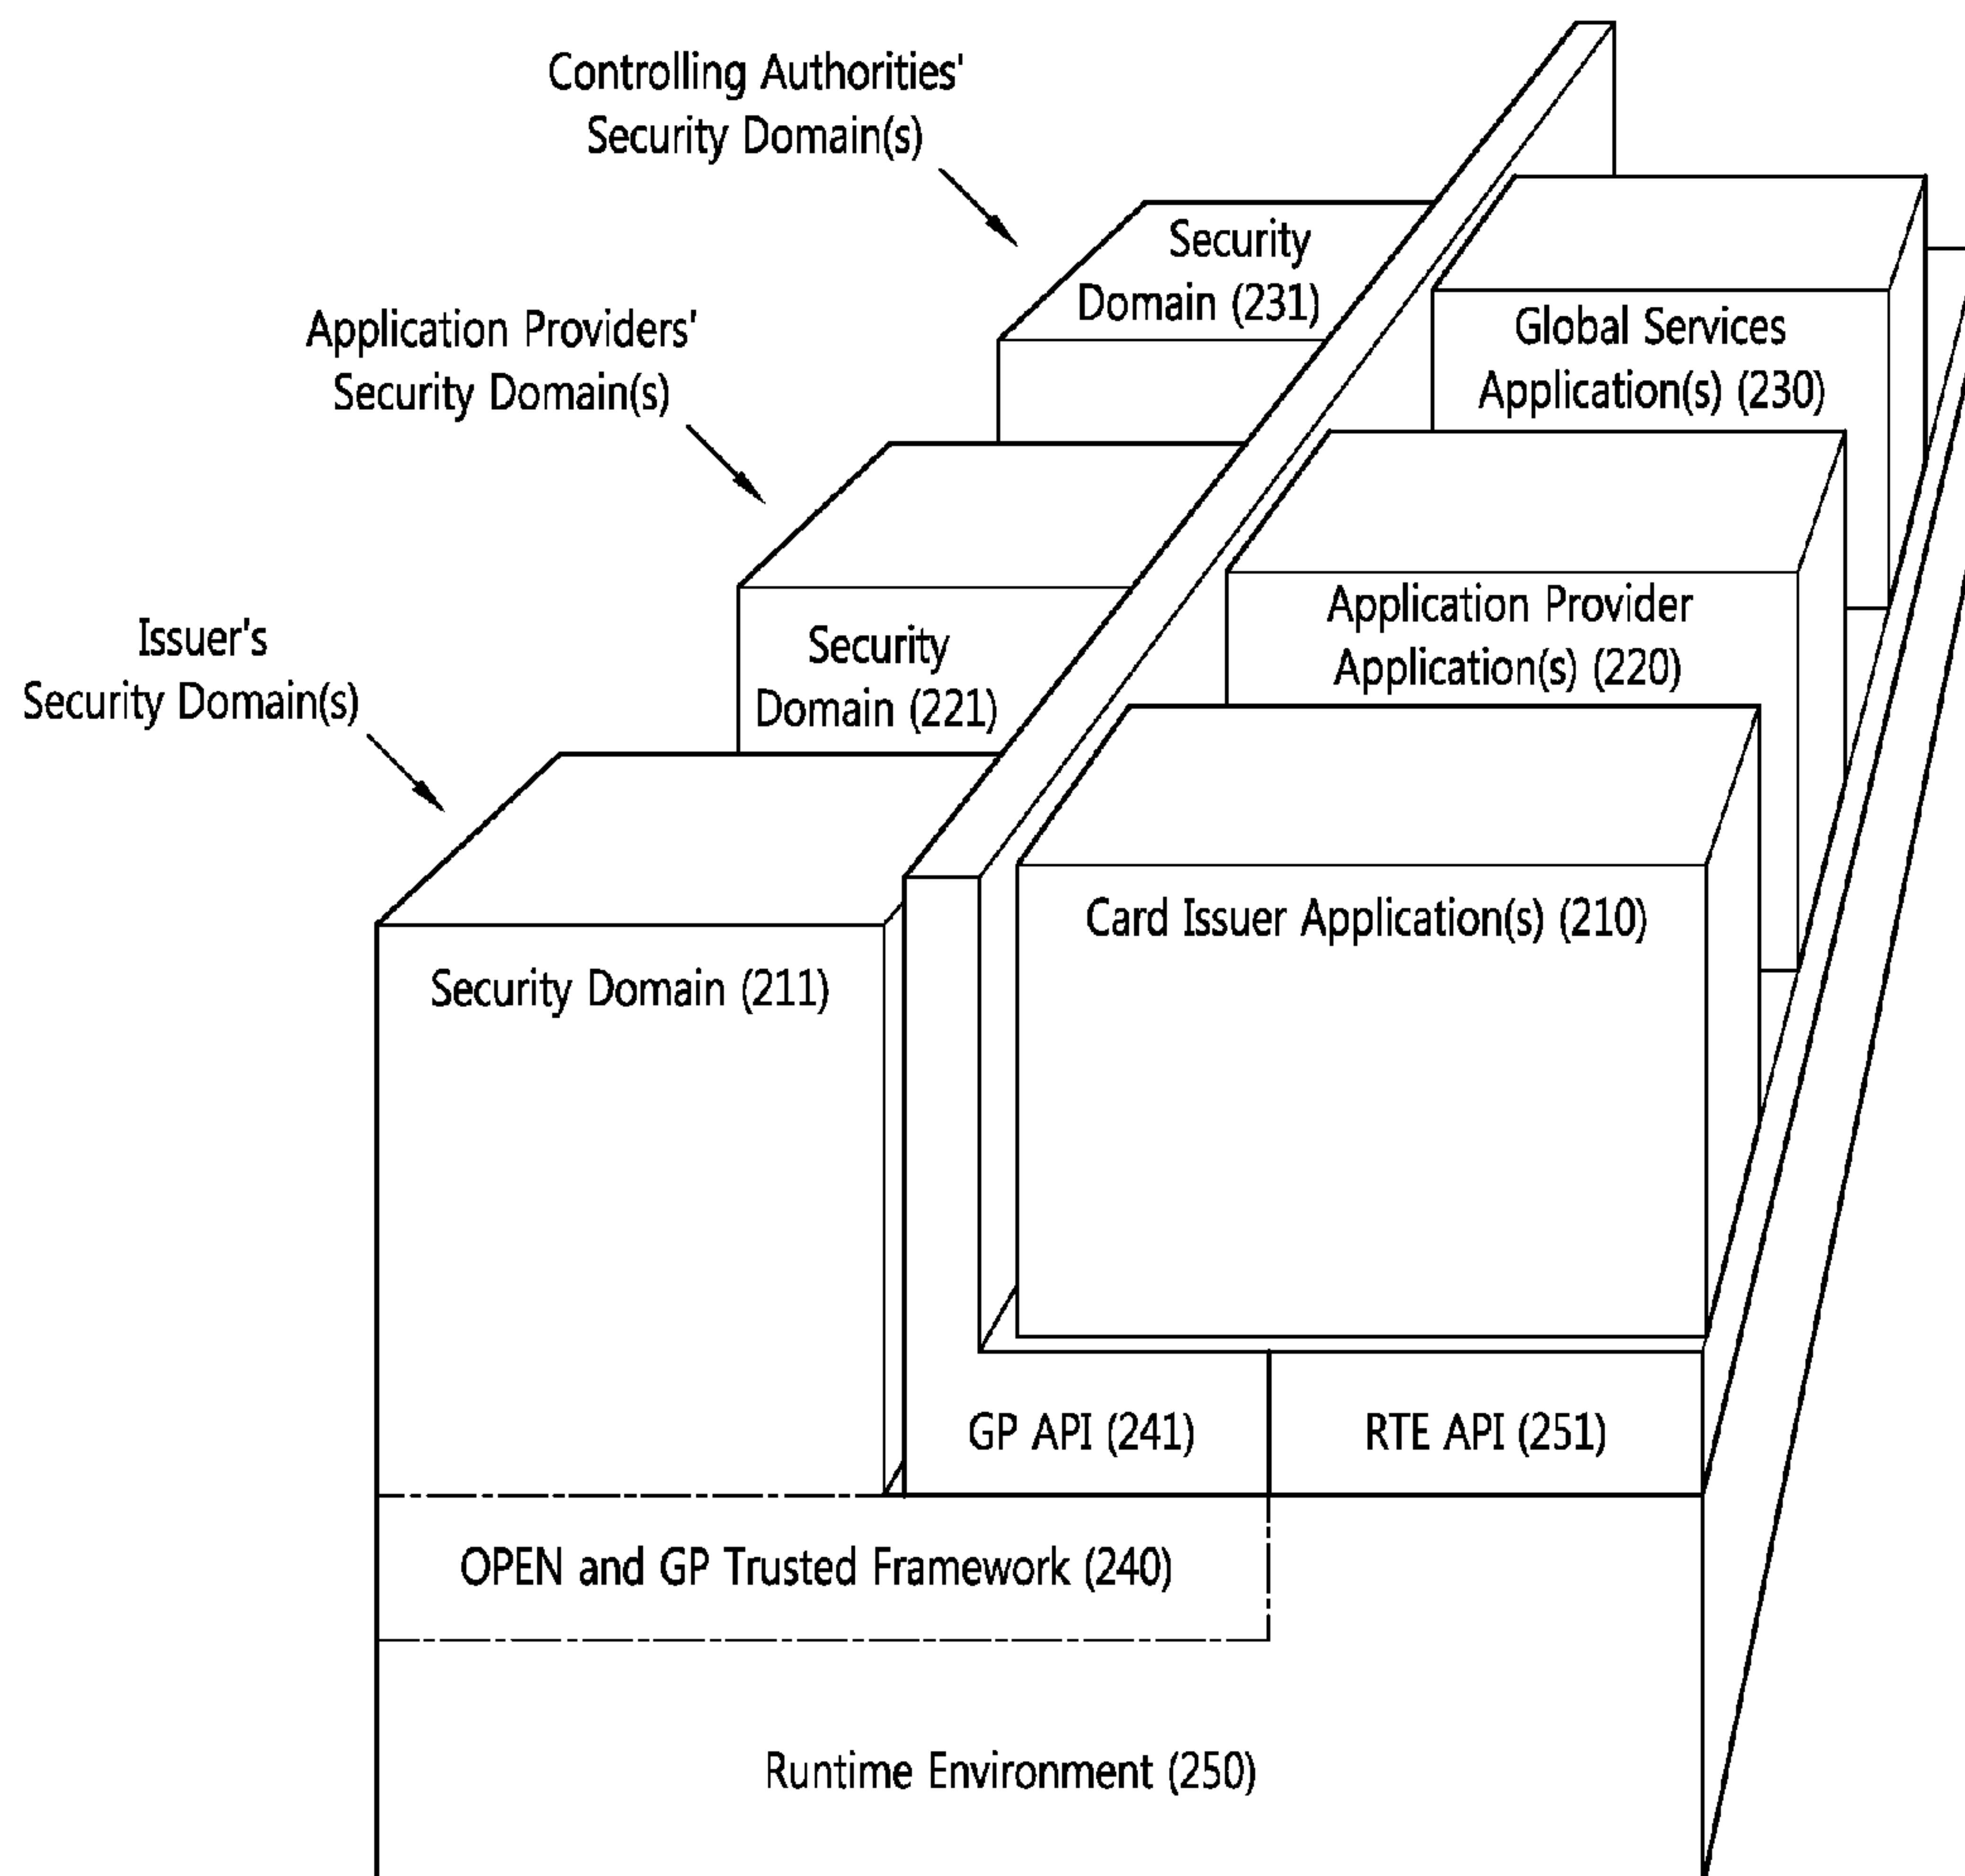 Controlling Authorities'
Security Domain(s)
Security
Domain (231)
Global Services
Application(s) (230)
Application Providers'
Security Domain(s)
Application Provider
Application(s) (220)
Issuer's
Security Domain(s)
Security
Domain (221)
Card Issuer Application(s) (210)
Security Domain (211)
GP API (241)
RTE API (251)
OPEN and GP Trusted Framework (240)
Runtime Environment (250)